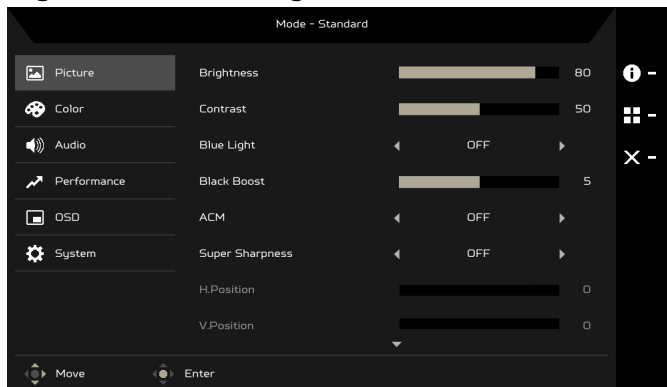 Mode - Standard
Picture
Brightness 80
Color
Contrast 50
Audio
Blue Light OFF
Performance
Black Boost 5
OSD
ACM OFF
System
Super Sharpness OFF
H.Position 0
V.Position 0
Move Enter